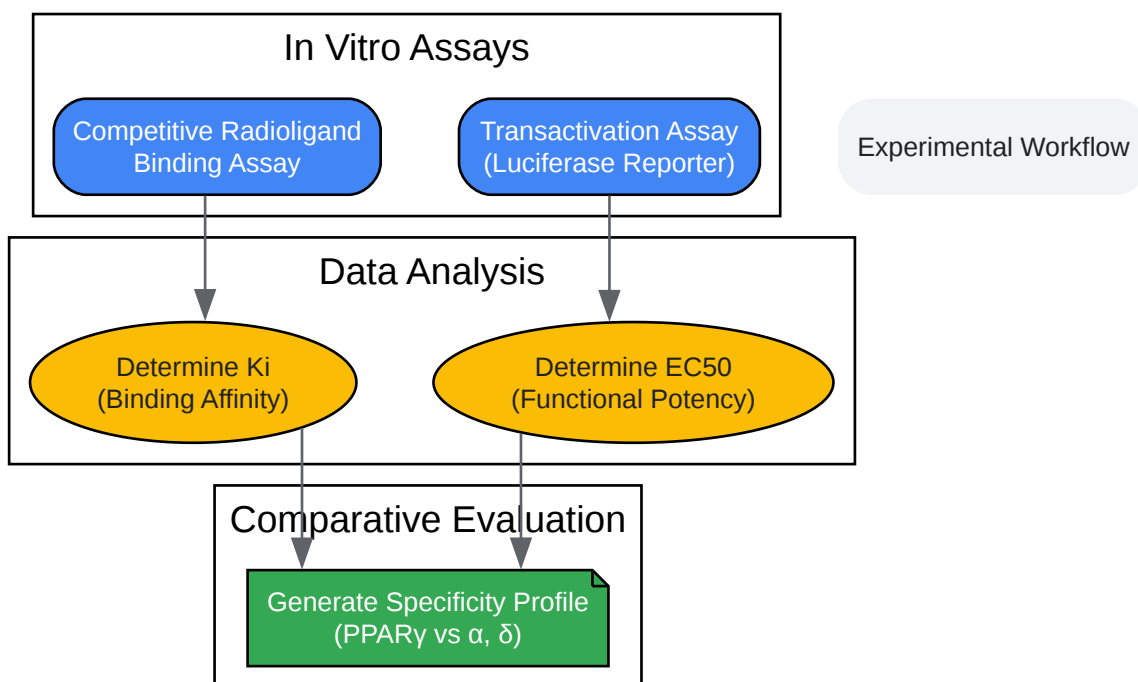 In Vitro Assays
Competitive Radioligand
Binding Assay
Transactivation Assay
(Luciferase Reporter)
Experimental Workflow
Data Analysis
Determine Ki
(Binding Affinity)
Determine EC50
(Functional Potency)
Comparative Evaluation
Generate Specificity Profile
(PPARγ vs α, δ)